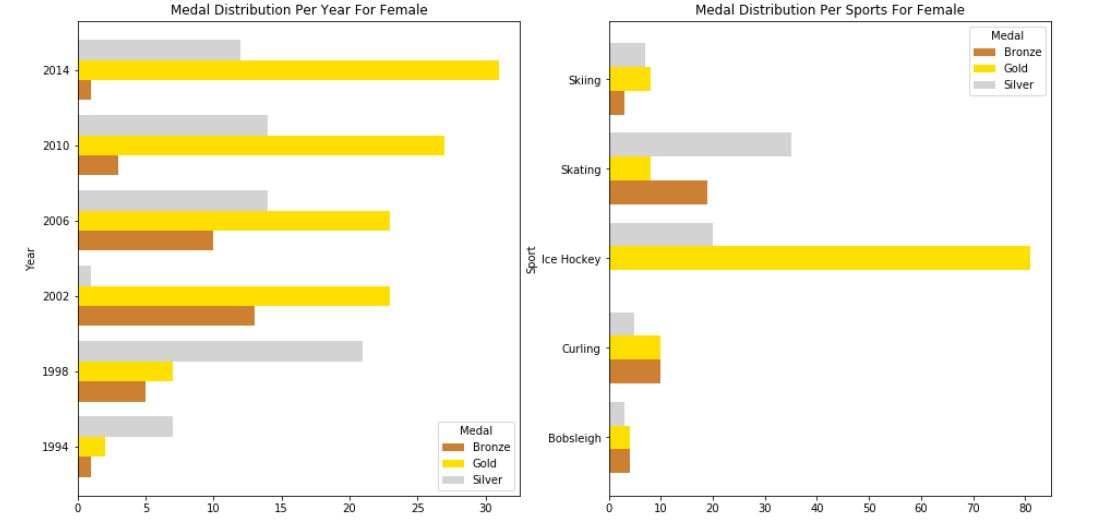 Medal Distribution Per Year For Female
Year
2014
2010
2006
2002
1998
1994
0 5 10 15 20 25 30
Medal
Bronze
Gold
Silver
Medal Distribution Per Sports For Female
Sport
Skiing
Skating
Ice Hockey
Curling
Bobsleigh
0 10 20 30 40 50 60 70 80
Medal
Bronze
Gold
Silver